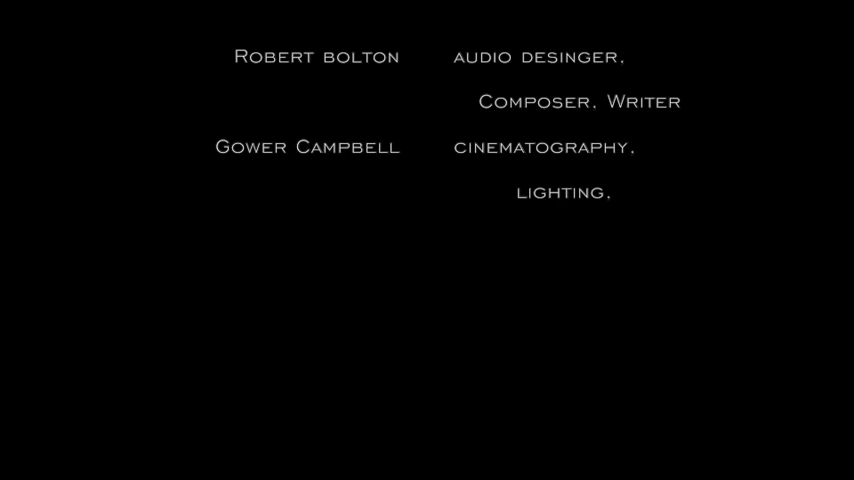 Robert bolton audio desinger,
Composer, Writer
Gower Campbell cinematography,
lighting,